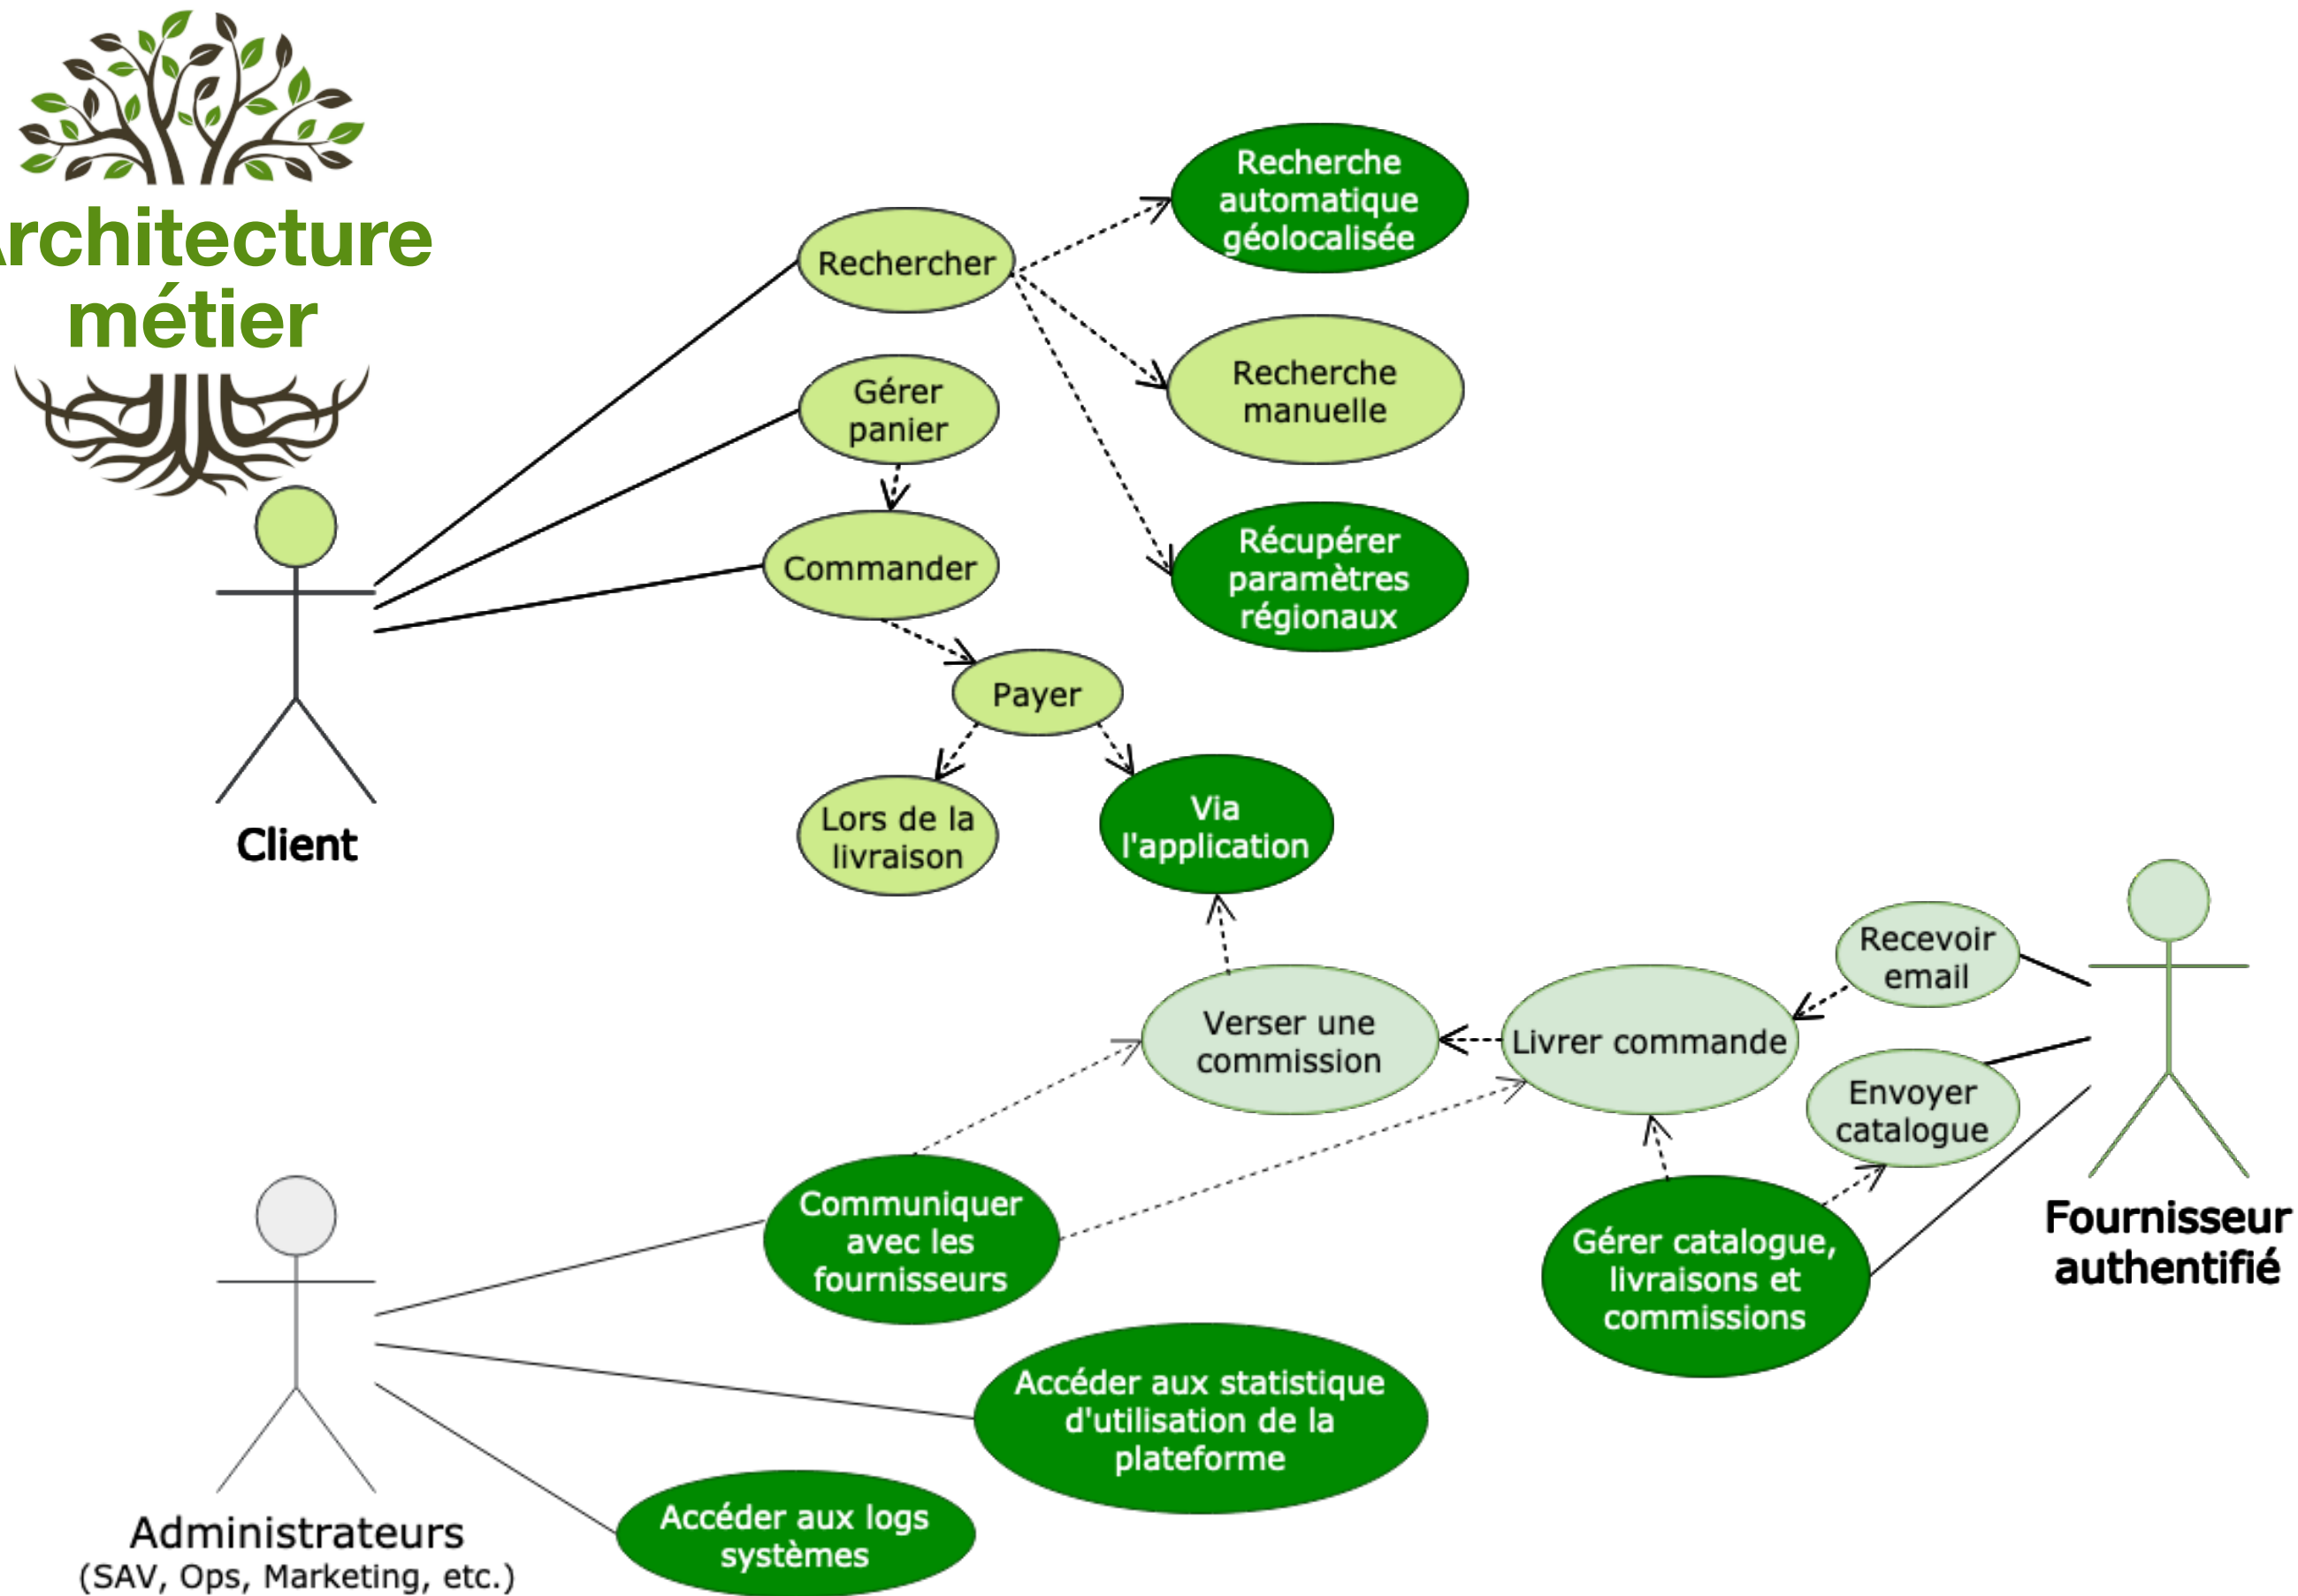 Architecture
métier
Recherche
automatique
géolocalisée
Rechercher
Recherche
manuelle
Gérer
panier
Récupérer
paramètres
régionaux
Commander
Payer
Lors de la
livraison
Via
l'application
Client
Recevoir
email
Verser une
commission
Livrer commande
Envoyer
catalogue
Fournisseur
authentifié
Communiquer
avec les
fournisseurs
Gérer catalogue,
livraisons et
commissions
Accéder aux statistique
d'utilisation de la
plateforme
Accéder aux logs
systèmes
Administrateurs
(SAV, Ops, Marketing, etc.)